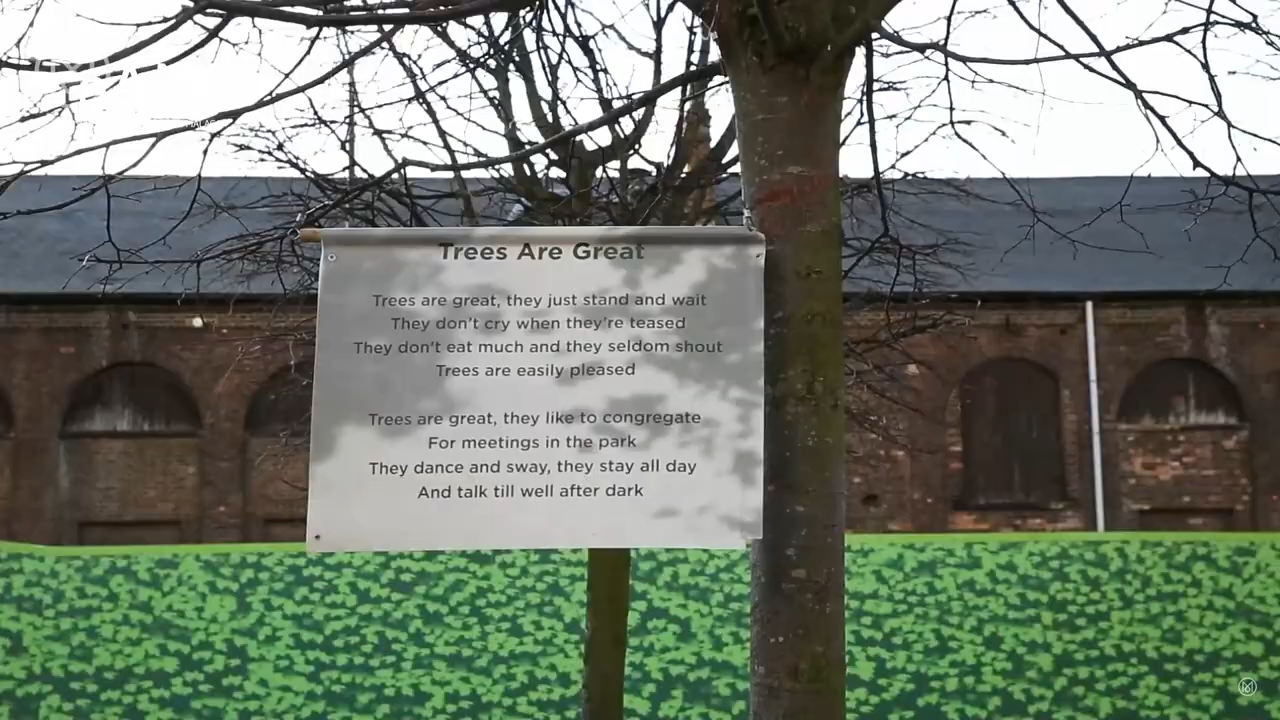 Trees Are Great
Trees are great, they just stand and wait
They don't cry when they're teased
They don't eat much and they seldom shout
Trees are easily pleased
Trees are great, they like to congregate
For meetings in the park
They dance and sway, they stay all day
And talk till well after dark